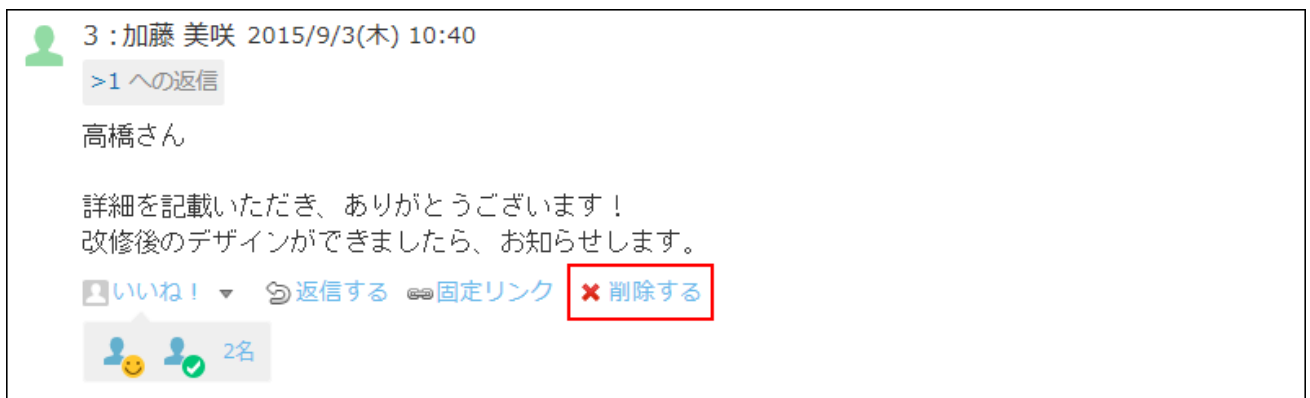 3 : 加藤 美咲 2015/9/3(木) 10:40
>1 への返信
高橋さん
詳細を記載いただき、ありがとうございます！
改修後のデザインができましたら、お知らせします。
いいね！ ▼ 返信する 固定リンク 削除する
2名